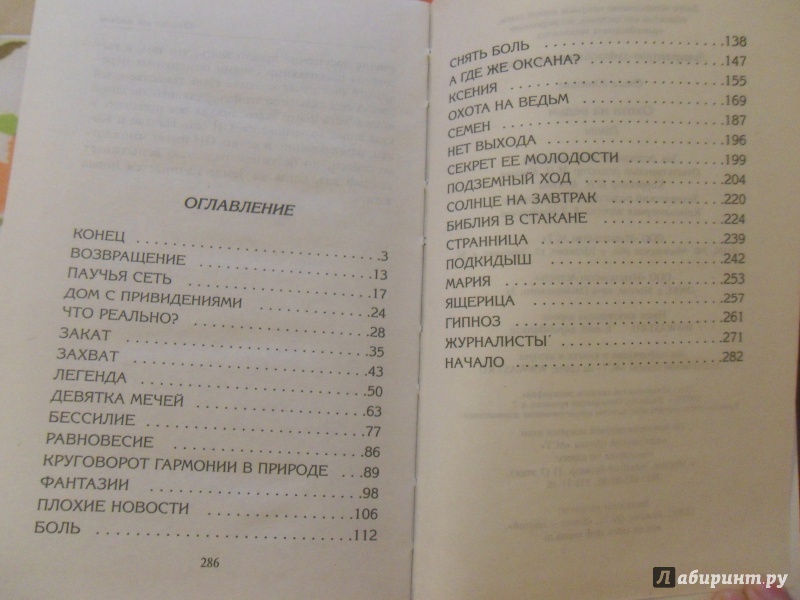 ОГЛАВЛЕНИЕ
КОНЕЦ ........................3
ВОЗВРАЩЕНИЕ ...................13
ПАУЧЬЯ СЕТЬ ...................17
ДОМ С ПРИВИДЕНИЯМИ ............24
ЧТО РЕАЛЬНО? ..................28
ЗАКАТ .........................35
ЗАХВАТ ........................43
ЛЕГЕНДА .......................50
ДЕВЯТКА МЕЧЕЙ .................63
БЕССИЛИЕ ......................77
РАВНОВЕСИЕ ....................86
КРУГОВОРОТ ГАРМОНИИ В ПРИРОДЕ ...89
ФАНТАЗИИ ......................98
ПЛОХИЕ НОВОСТИ ................106
БОЛЬ ..........................112
286
СНЯТЬ БОЛЬ ....................138
А ГДЕ ЖЕ ОКСАНА? ..............147
КСЕНИЯ ........................155
ОХОТА НА ВЕДЬМ ................169
СЕМЕН .........................187
НЕТ ВЫХОДА ....................196
СЕКРЕТ ЕЕ МОЛОДОСТИ ...........199
ПОДЗЕМНЫЙ ХОД .................204
СОЛНЦЕ НА ЗАВТРАК .............220
БИБЛИЯ В СТАКАНЕ ..............224
СТРАННИЦА .....................239
ПОДКИДЫШ ......................242
МАРИЯ .........................253
ЯЩЕРИЦА .......................257
ГИПНОЗ ........................261
ЖУРНАЛИСТЫ ....................271
НАЧАЛО ........................282
Лабиринт.ру